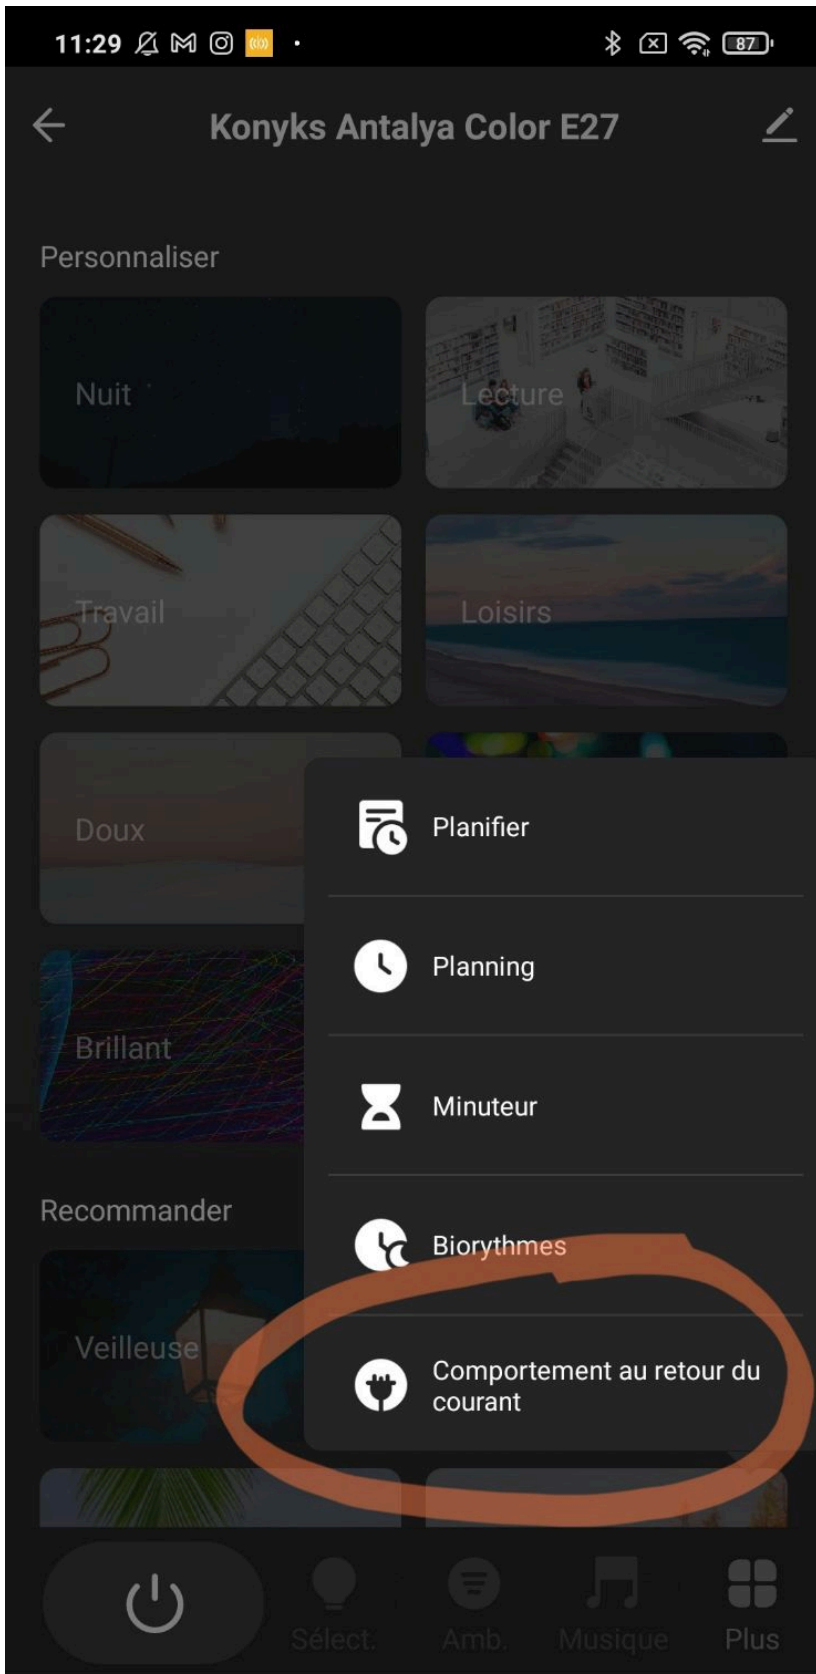 11:29
87
Konyks Antalya Color E27
Personnaliser
Nuit
Lecture
Travail
Loisirs
Doux
Planifier
Planning
Brillant
Minuteur
Recommander
Biorythmes
Veilleuse
Comportement au retour du
courant
Sélect.
Amb.
Musique
Plus